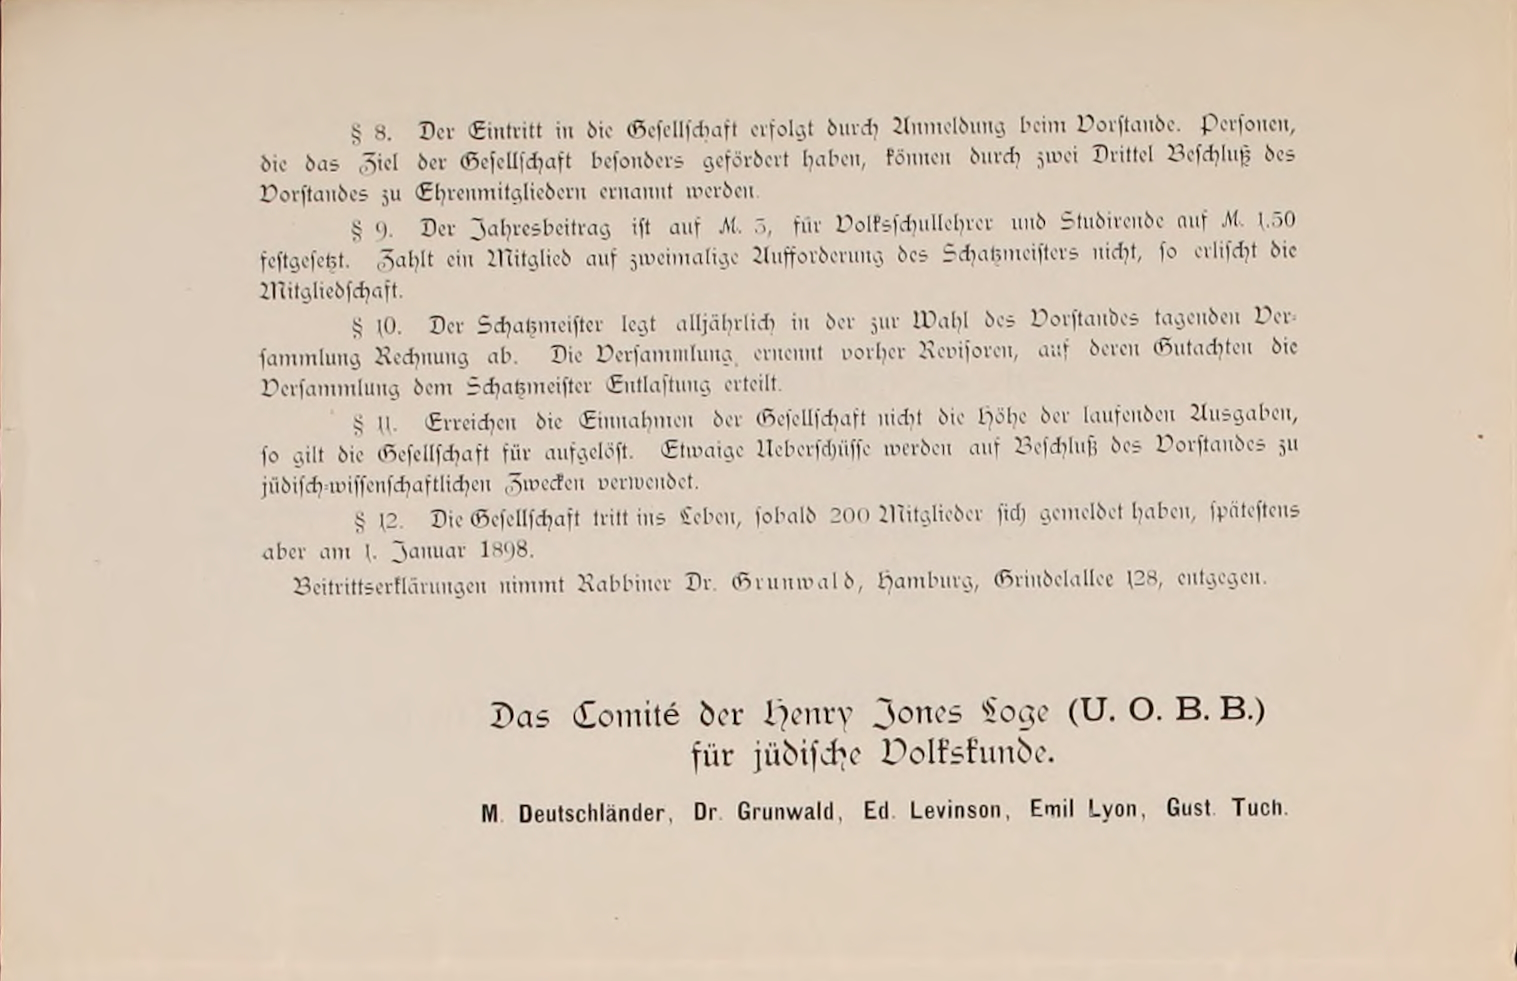 § 8. Der Eintritt in die Geſellſchaft erfolgt durch Anmeldung beim Vorſtande. Perſonen,
die das Ziel der Geſellſchaft beſonders gefördert haben, können durch zwei Drittel Beſchluß des
Vorſtandes zu Ehrenmitgliedern ernannt werden.
§ 9. Der Jahresbeitrag iſt auf M. 3, für Volksſchullehrer und Studirende auf M. 1.50
feſtgeſetzt. Zahlt ein Mitglied auf zweimalige Aufforderung des Schatzmeiſters nicht, ſo erliſcht die
Mitgliedſchaft.
§ 10. Der Schatzmeiſter legt alljährlich in der zur Wahl des Vorſtandes tagenden Ver-
ſammlung Rechnung ab. Die Verſammlung ernennt vorher Reviſoren, auf deren Gutachten die
Verſammlung dem Schatzmeiſter Entlaſtung erteilt.
§ 11. Erreichen die Einnahmen der Geſellſchaft nicht die Höhe der laufenden Ausgaben,
ſo gilt die Geſellſchaft für aufgelöſt. Etwaige Ueberſchüſſe werden auf Beſchluß des Vorſtandes zu
jüdiſch-wiſſenſchaftlichen Zwecken verwendet.
§ 12. Die Geſellſchaft tritt ins Leben, ſobald 200 Mitglieder ſich gemeldet haben, ſpäteſtens
aber am 1. Januar 1898.
Beitrittserklärungen nimmt Rabbiner Dr. Grunwald, Hamburg, Grindelallee 128, entgegen.
Das Comité der Henry Jones Loge (U. O. B. B.)
für jüdiſche Volkskunde.
M. Deutschländer, Dr. Grunwald, Ed. Levinson, Emil Lyon, Gust. Tuch.